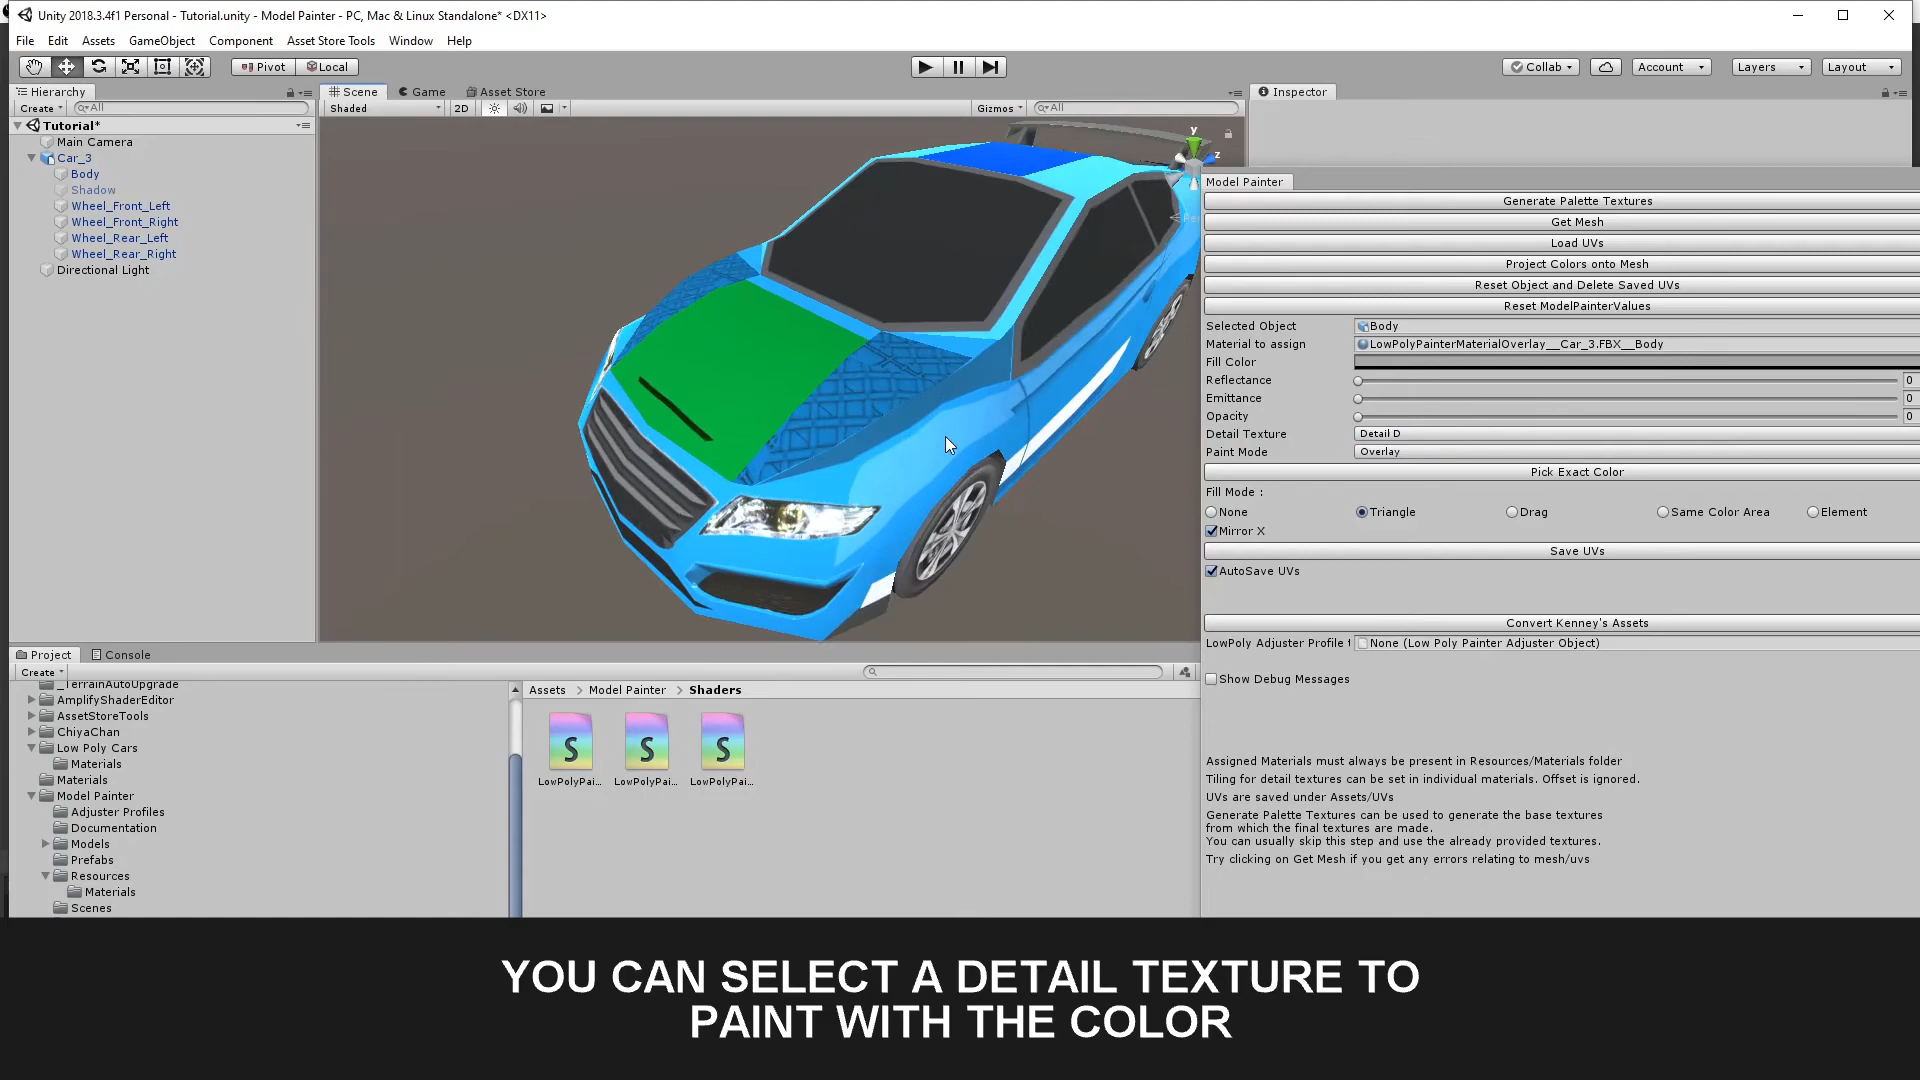 Unity 2018.3.4f1 Personal - Tutorial.unity - Model Painter - PC, Mac & Linux Standalone* <DX11>
File Edit Assets GameObject Component Asset Store Tools Window Help
Pivot Local Collab Account Layers Layout
Hierarchy Scene Game Asset Store Inspector
Create All Shaded 2D Gizmos All
Tutorial*
Main Camera
Car_3
Body
Shadow
Wheel_Front_Left
Wheel_Front_Right
Wheel_Rear_Left
Wheel_Rear_Right
Directional Light
y
z
Model Painter
Generate Palette Textures
Get Mesh
Load UVs
Project Colors onto Mesh
Reset Object and Delete Saved UVs
Reset ModelPainterValues
Selected Object Body
Material to assign LowPolyPainterMaterialOverlay__Car_3.FBX__Body
Fill Color
Reflectance 0
Emittance 0
Opacity 0
Detail Texture Detail D
Paint Mode Overlay
Pick Exact Color
Fill Mode :
None Triangle Drag Same Color Area Element
Mirror X
Save UVs
AutoSave UVs
Convert Kenney's Assets
LowPoly Adjuster Profile t None (Low Poly Painter Adjuster Object)
Show Debug Messages
Assigned Materials must always be present in Resources/Materials folder
Tiling for detail textures can be set in individual materials. Offset is ignored.
UVs are saved under Assets/UVs
Generate Palette Textures can be used to generate the base textures
from which the final textures are made.
You can usually skip this step and use the already provided textures.
Try clicking on Get Mesh if you get any errors relating to mesh/uvs
Project Console
Create
_TerrainAutoUpgrade
AmplifyShaderEditor
AssetStoreTools
ChiyaChan
Low Poly Cars
Materials
Materials
Model Painter
Adjuster Profiles
Documentation
Models
Prefabs
Resources
Materials
Scenes
Assets > Model Painter > Shaders
S S S
LowPolyPai... LowPolyPai... LowPolyPai...
YOU CAN SELECT A DETAIL TEXTURE TO
PAINT WITH THE COLOR